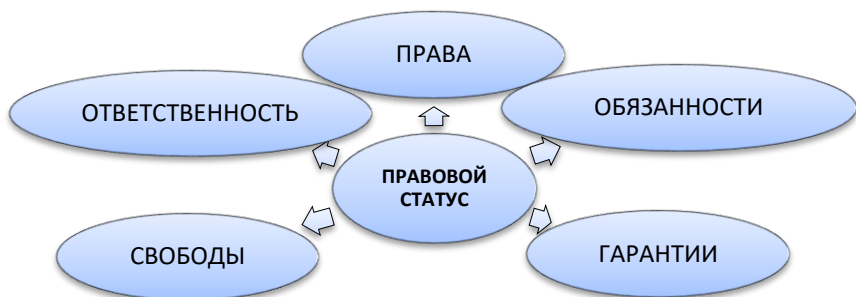 ПРАВА
ОТВЕТСТВЕННОСТЬ
ОБЯЗАННОСТИ
ПРАВОВОЙ
СТАТУС
СВОБОДЫ
ГАРАНТИИ